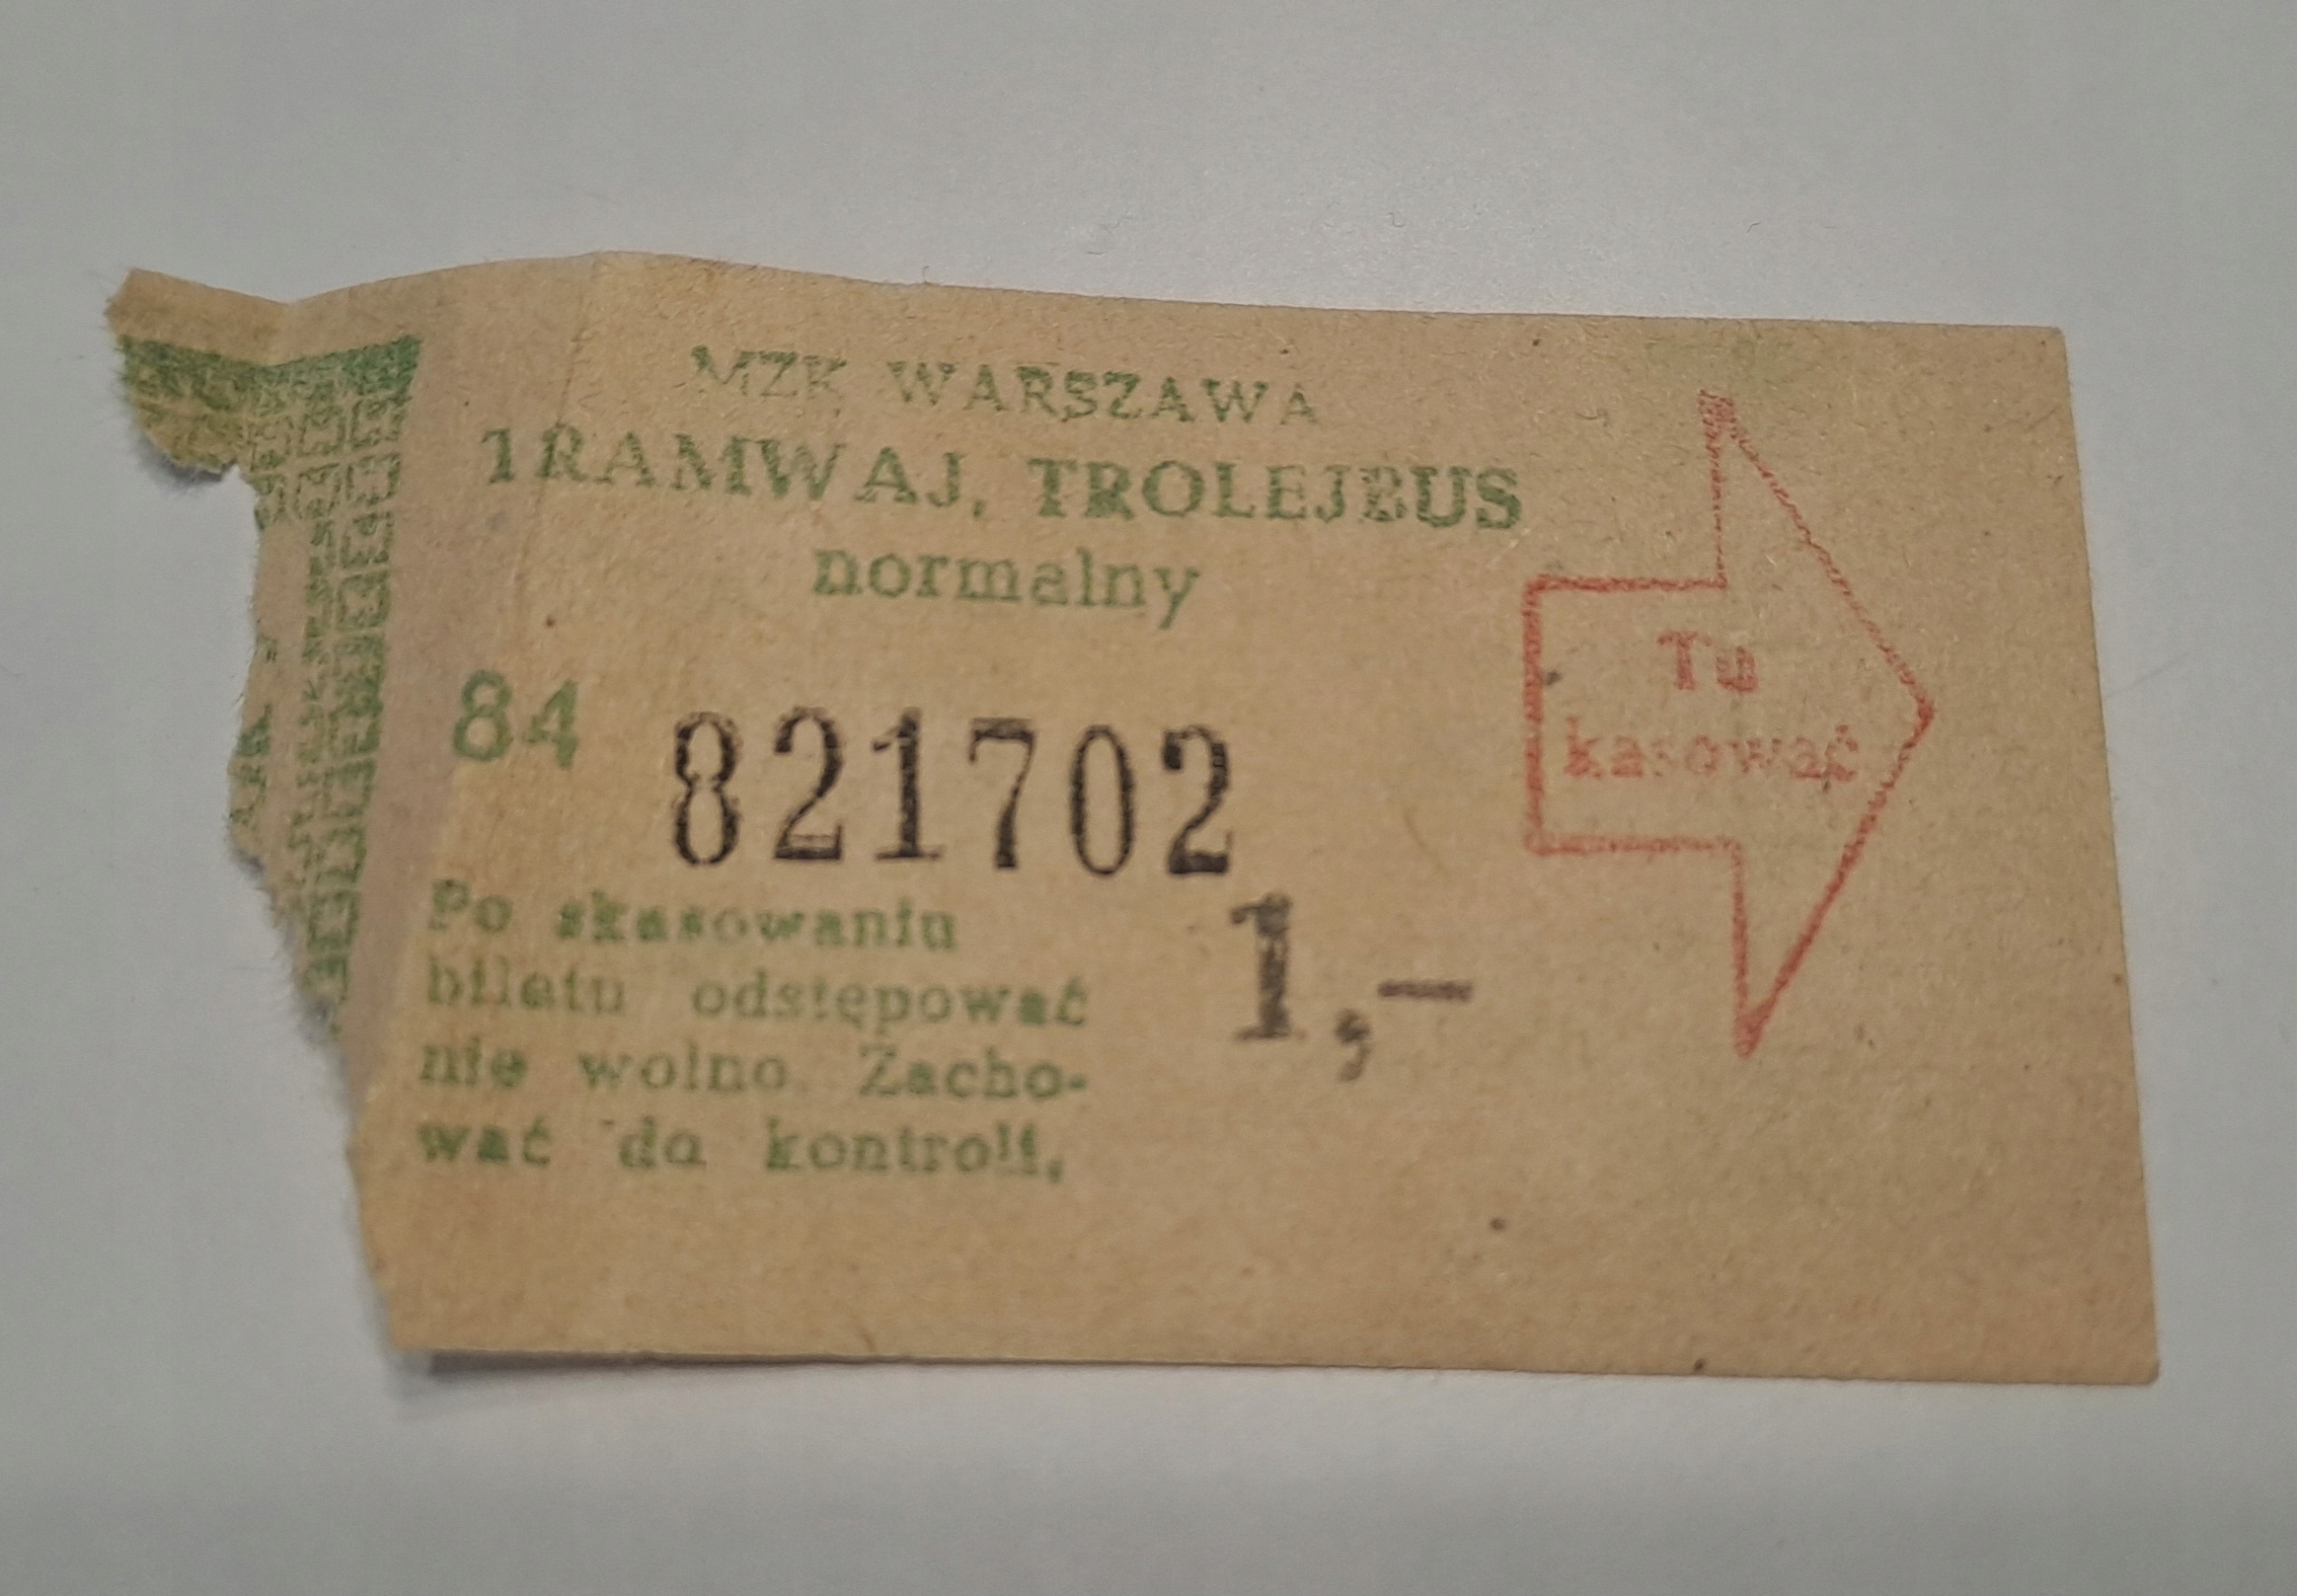 MZK WARSZAWA
TRAMWAJ, TROLEJBUS
normalny
84 821702
Po skasowaniu
biletu odstępować
nie wolno. Zacho-
wać do kontroli.
1,—
Tu
kasować